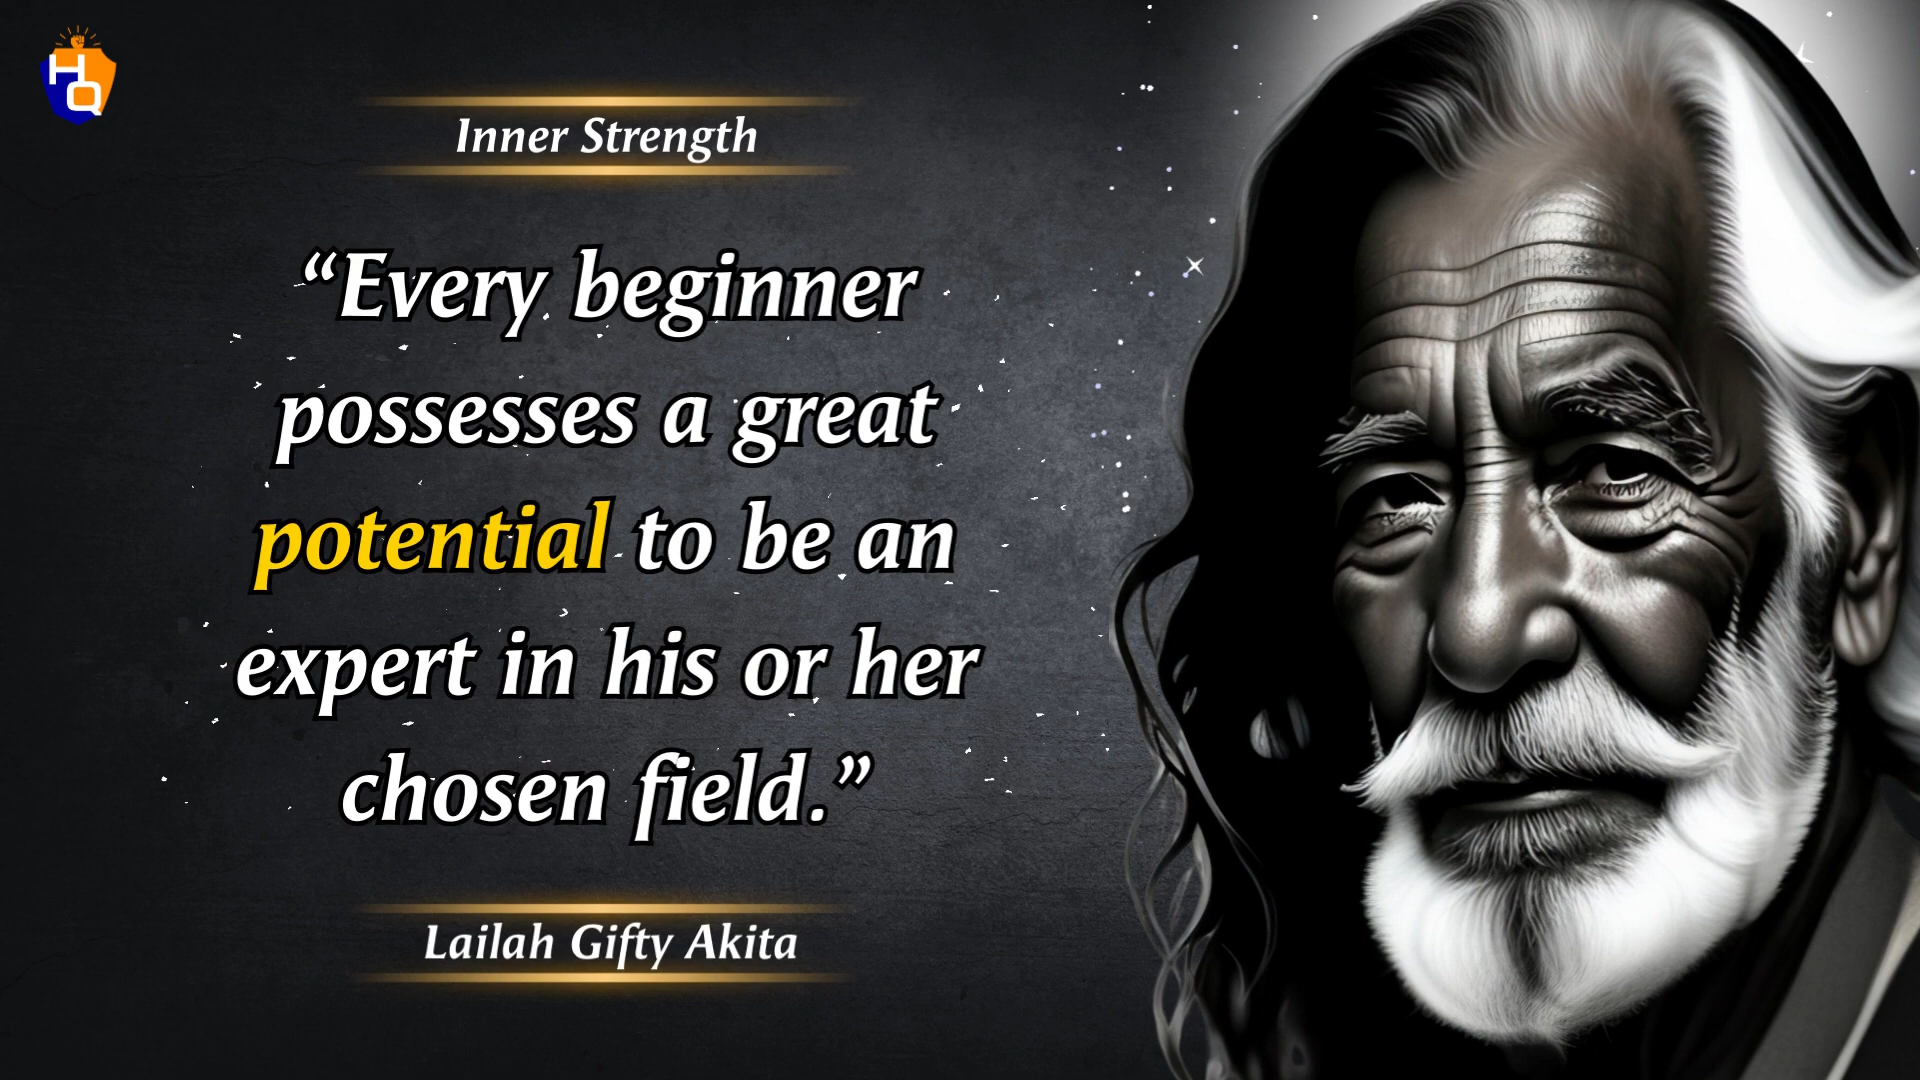 HQ
Inner Strength
“Every beginner
possesses a great
potential to be an
expert in his or her
chosen field.”
Lailah Gifty Akita